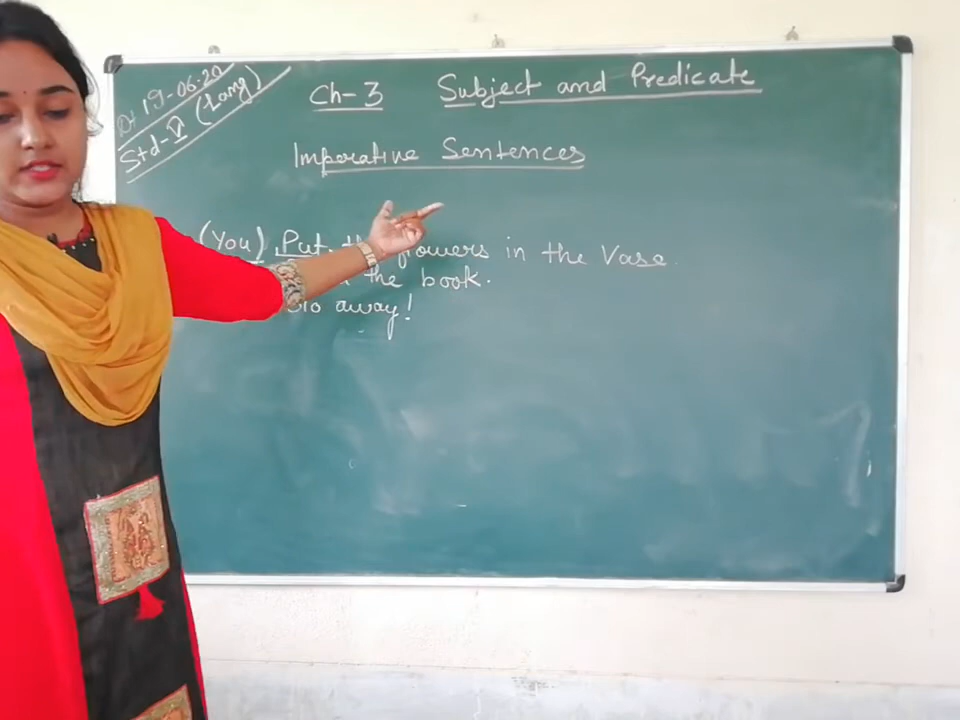 Dt 19-06-20
Std-V (Lang)
Ch-3 Subject and Predicate
Imperative Sentences
(You) Put the flowers in the Vase.
the book.
Go away!